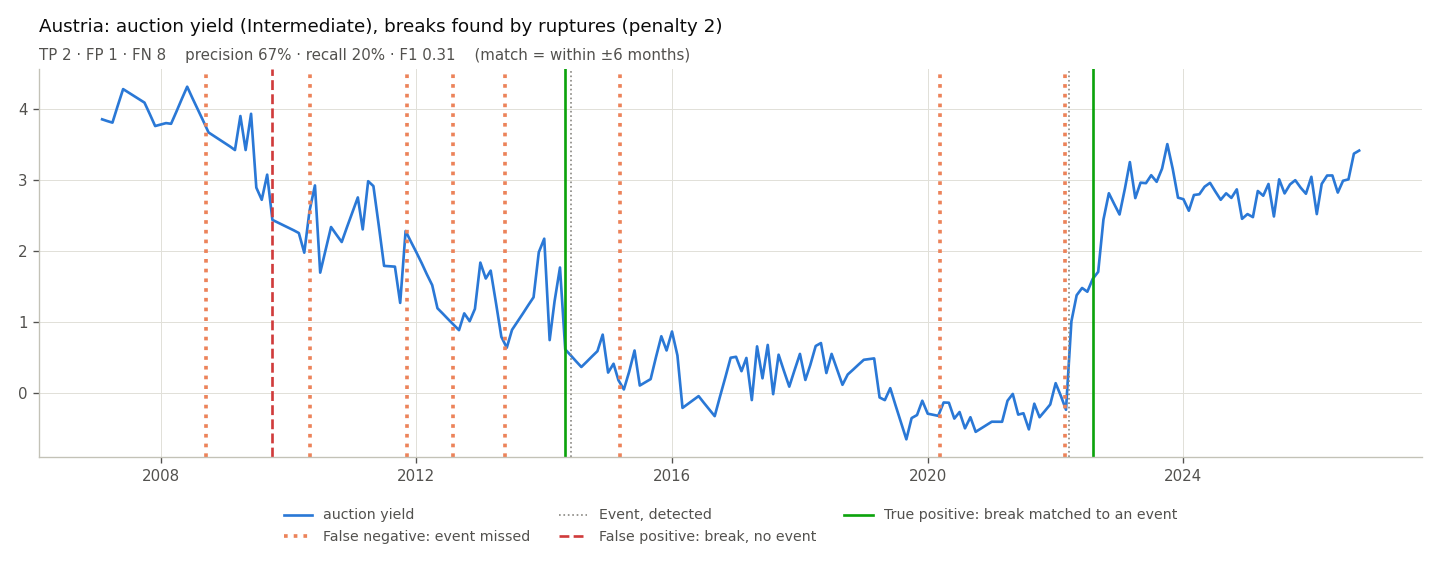 Austria: auction yield (Intermediate), breaks found by ruptures (penalty 2)
TP 2 · FP 1 · FN 8    precision 67% · recall 20% · F1 0.31    (match = within ±6 months)
4
3
2
1
0
2008 2012 2016 2020 2024
auction yield
False negative: event missed
Event, detected
False positive: break, no event
True positive: break matched to an event